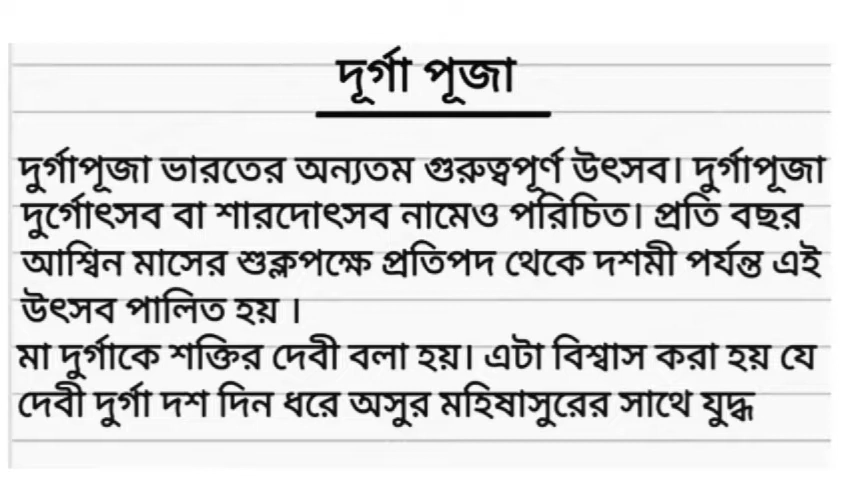 দূর্গা পূজা
দুর্গাপূজা ভারতের অন্যতম গুরুত্বপূর্ণ উৎসব। দুর্গাপূজা
দুর্গোৎসব বা শারদোৎসব নামেও পরিচিত। প্রতি বছর
আশ্বিন মাসের শুক্লপক্ষে প্রতিপদ থেকে দশমী পর্যন্ত এই
উৎসব পালিত হয় ।
মা দুর্গাকে শক্তির দেবী বলা হয়। এটা বিশ্বাস করা হয় যে
দেবী দুর্গা দশ দিন ধরে অসুর মহিষাসুরের সাথে যুদ্ধ